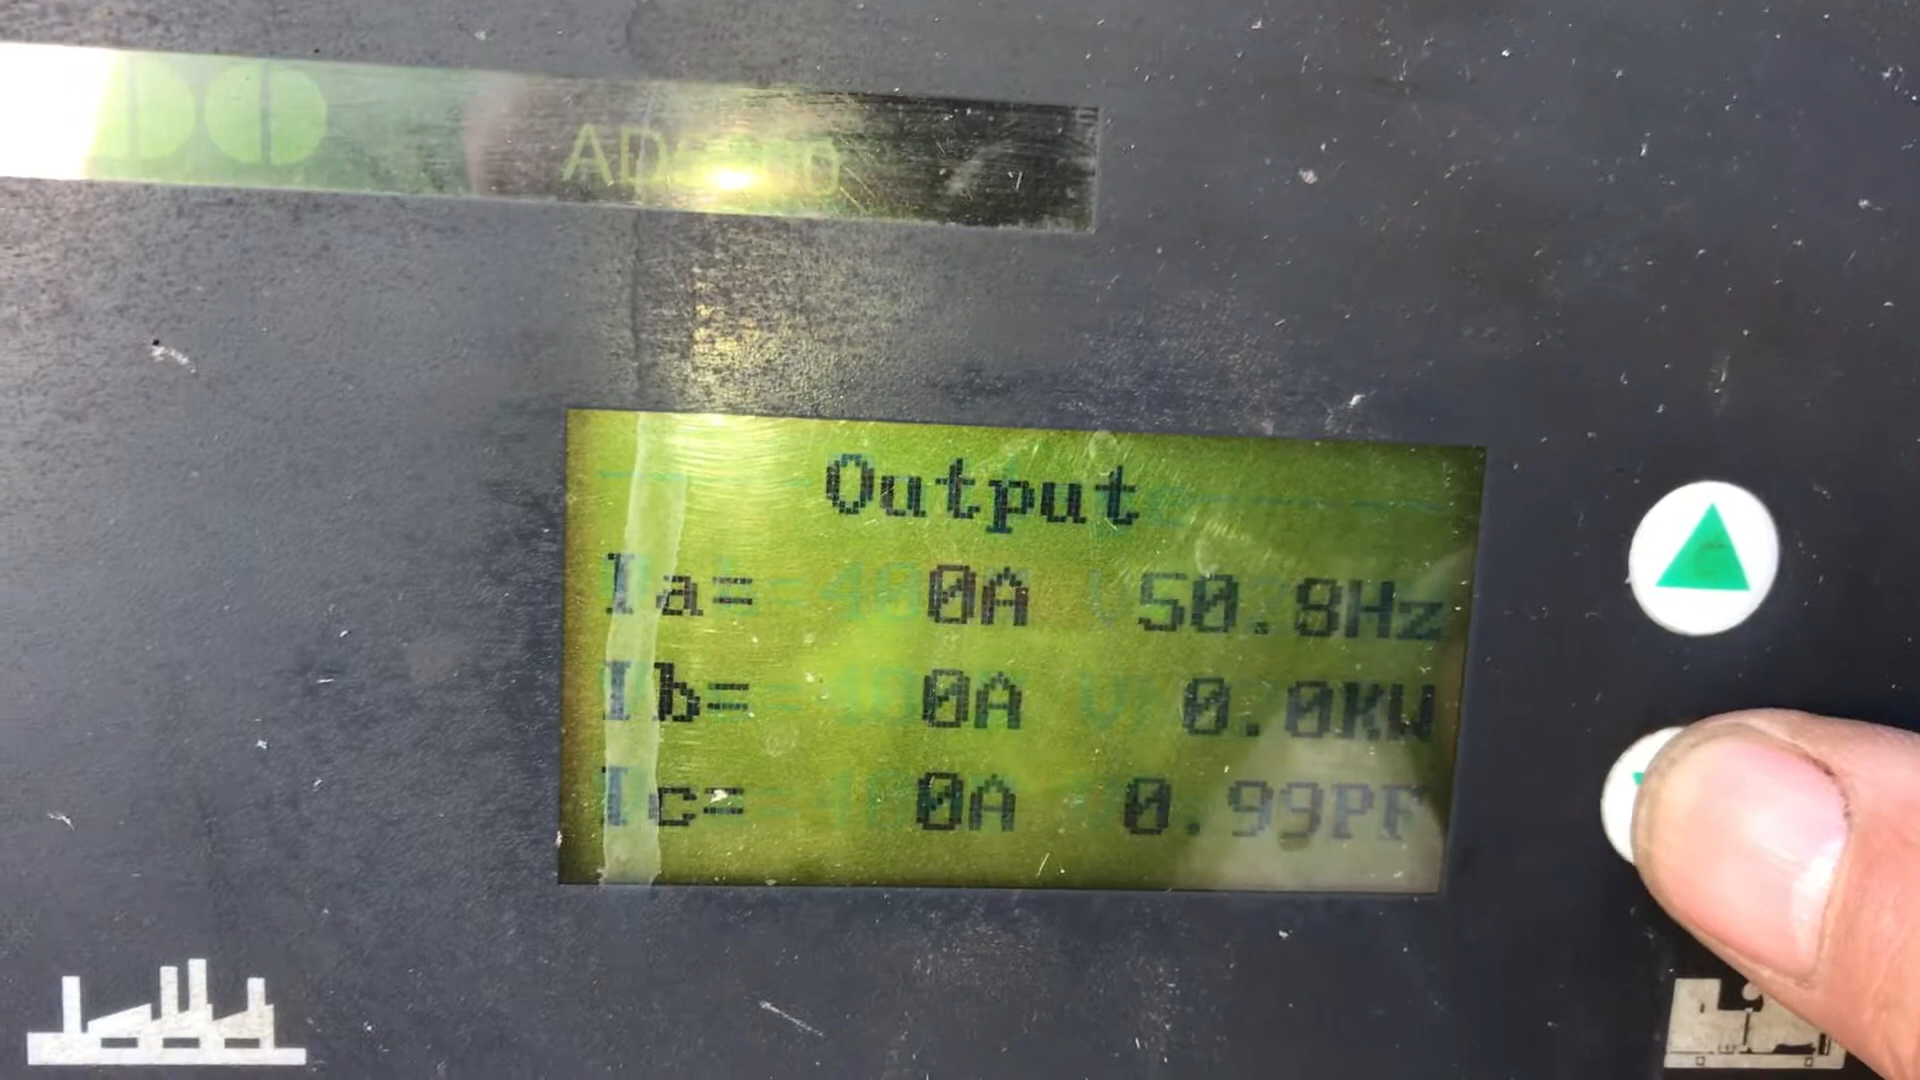 Output
Ia= 0A 50.8Hz
Ib= 0A 0.0KW
Ic= 0A 0.99PF